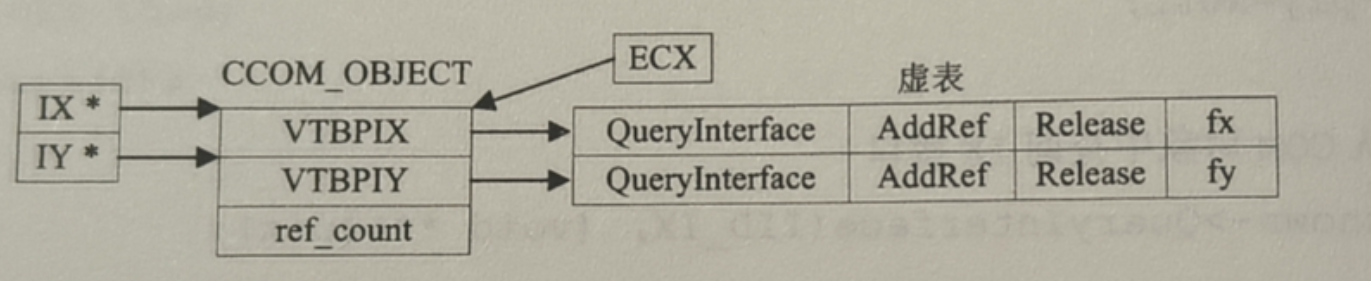 ECX
CCOM_OBJECT
虚表
IX *
VTBPIX
QueryInterface AddRef Release fx
IY *
VTBPIY
QueryInterface AddRef Release fy
ref_count